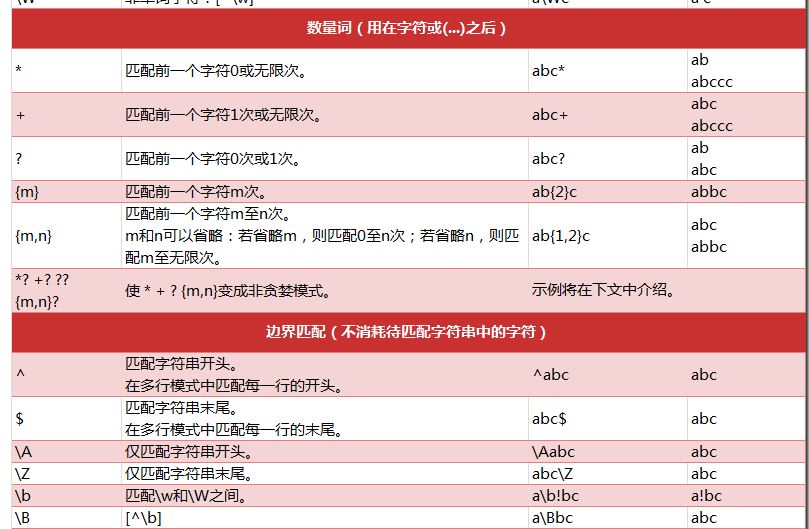 \W 非单词字符：[^\w] a\Wc a c
数量词（用在字符或(...)之后）
* 匹配前一个字符0或无限次。 abc* ab
abccc
+ 匹配前一个字符1次或无限次。 abc+ abc
abccc
? 匹配前一个字符0次或1次。 abc? ab
abc
{m} 匹配前一个字符m次。 ab{2}c abbc
{m,n} 匹配前一个字符m至n次。
m和n可以省略：若省略m，则匹配0至n次；若省略n，则匹
配m至无限次。 ab{1,2}c abc
abbc
*? +? ??
{m,n}? 使 * + ? {m,n}变成非贪婪模式。 示例将在下文中介绍。
边界匹配（不消耗待匹配字符串中的字符）
^ 匹配字符串开头。
在多行模式中匹配每一行的开头。 ^abc abc
$ 匹配字符串末尾。
在多行模式中匹配每一行的末尾。 abc$ abc
\A 仅匹配字符串开头。 \Aabc abc
\Z 仅匹配字符串末尾。 abc\Z abc
\b 匹配\w和\W之间。 a\b!bc a!bc
\B [^\b] a\Bbc abc